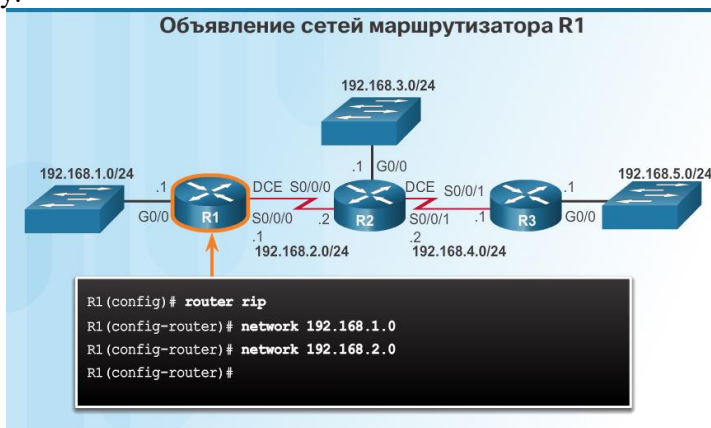 у.
Объявление сетей маршрутизатора R1
192.168.3.0/24
192.168.1.0/24
.1
G0/0
R1
DCE
S0/0/0
S0/0/0
.1
.2
192.168.2.0/24
.1
G0/0
R2
DCE
S0/0/1
S0/0/1
.2
.1
192.168.4.0/24
R3
.1
G0/0
192.168.5.0/24
R1(config)# router rip
R1(config-router)# network 192.168.1.0
R1(config-router)# network 192.168.2.0
R1(config-router)#